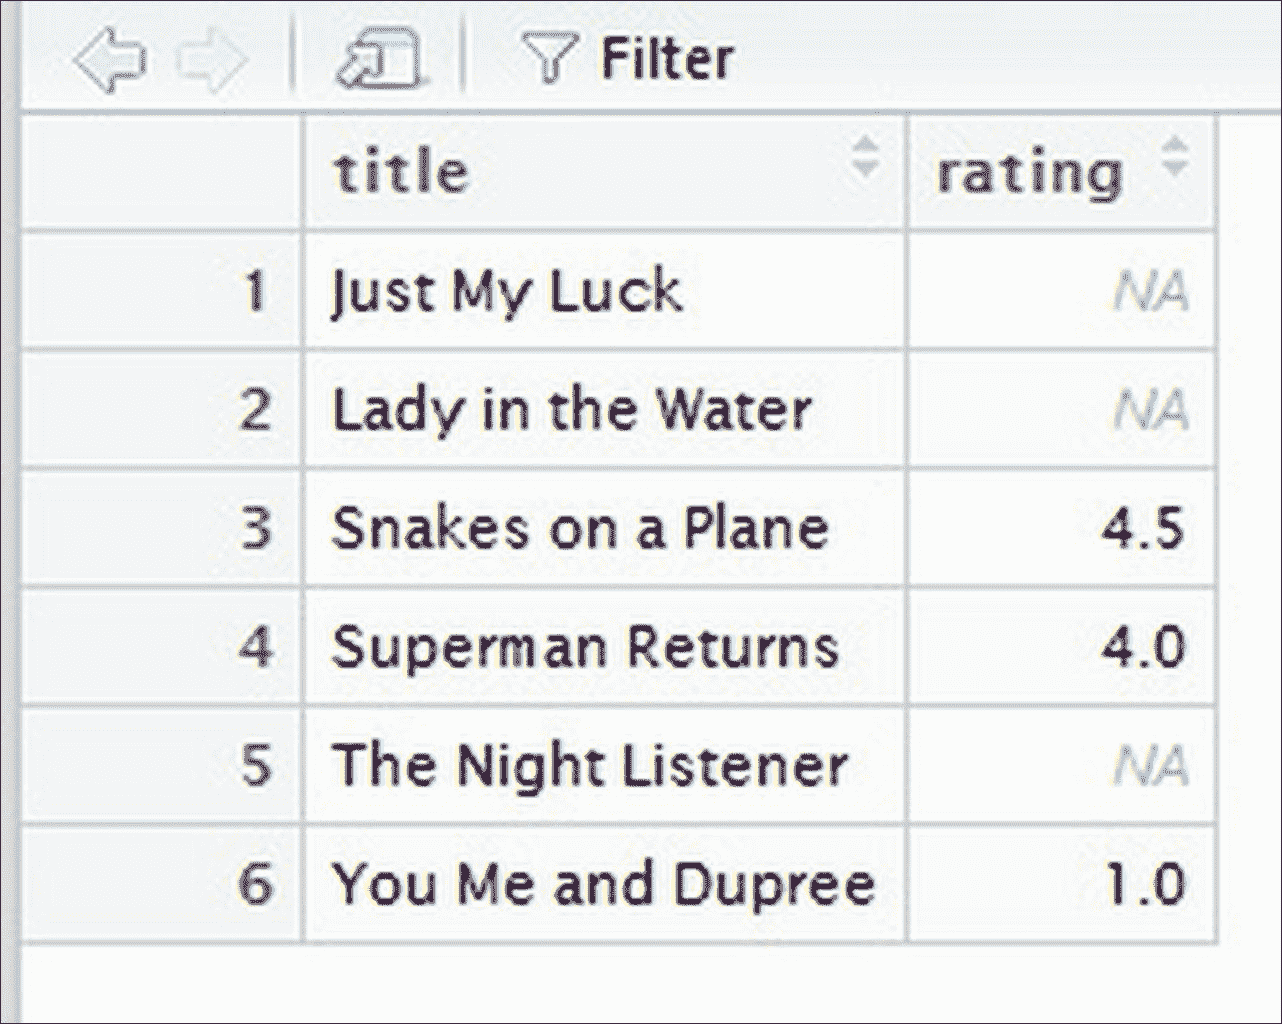 Filter
title rating
1 Just My Luck NA
2 Lady in the Water NA
3 Snakes on a Plane 4.5
4 Superman Returns 4.0
5 The Night Listener NA
6 You Me and Dupree 1.0